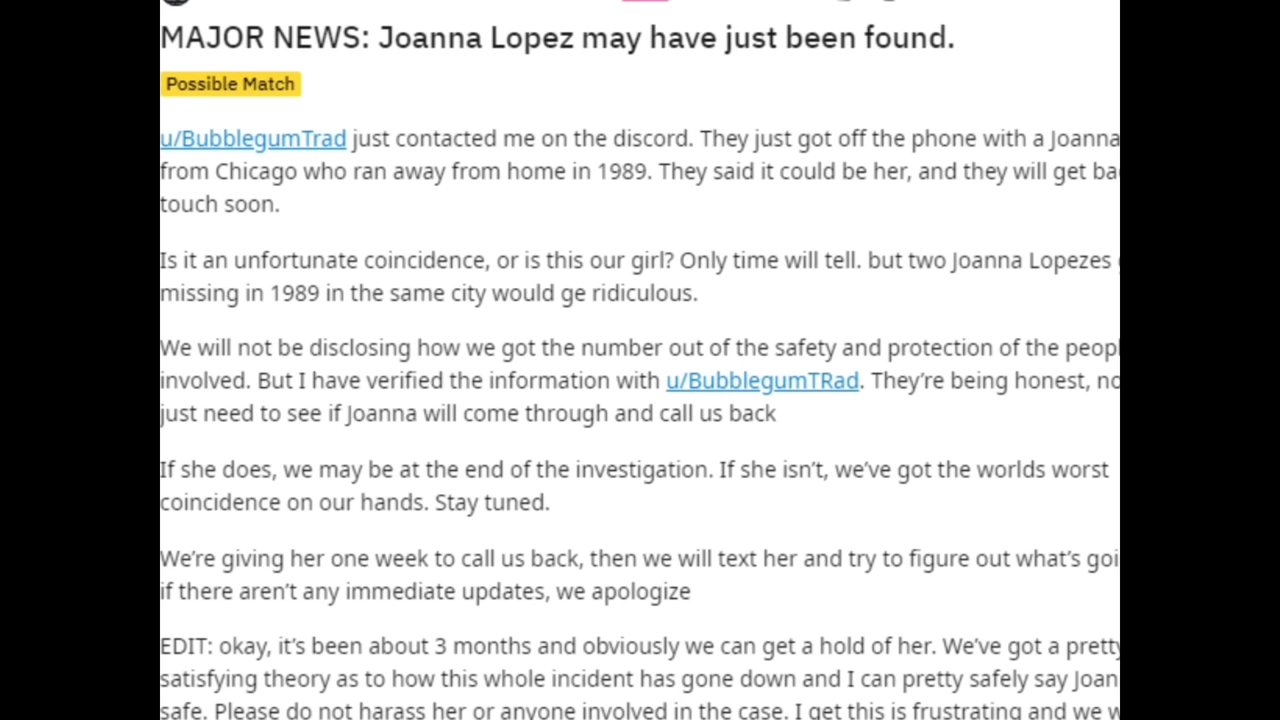 MAJOR NEWS: Joanna Lopez may have just been found.
Possible Match
u/BubblegumTrad just contacted me on the discord. They just got off the phone with a Joanna
from Chicago who ran away from home in 1989. They said it could be her, and they will get ba
touch soon.
Is it an unfortunate coincidence, or is this our girl? Only time will tell. but two Joanna Lopezes
missing in 1989 in the same city would ge ridiculous.
We will not be disclosing how we got the number out of the safety and protection of the peopl
involved. But I have verified the information with u/BubblegumTRad. They’re being honest, no
just need to see if Joanna will come through and call us back
If she does, we may be at the end of the investigation. If she isn’t, we’ve got the worlds worst
coincidence on our hands. Stay tuned.
We’re giving her one week to call us back, then we will text her and try to figure out what’s goi
if there aren’t any immediate updates, we apologize
EDIT: okay, it’s been about 3 months and obviously we can get a hold of her. We’ve got a pretty
satisfying theory as to how this whole incident has gone down and I can pretty safely say Joan
safe. Please do not harass her or anyone involved in the case. I get this is frustrating and we w